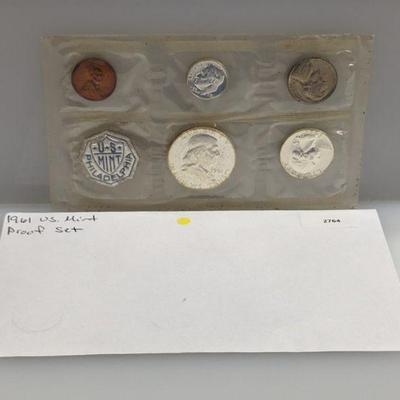 U.S
MINT
PHILADELPHIA
1961 U.S. Mint
Proof Set
2764